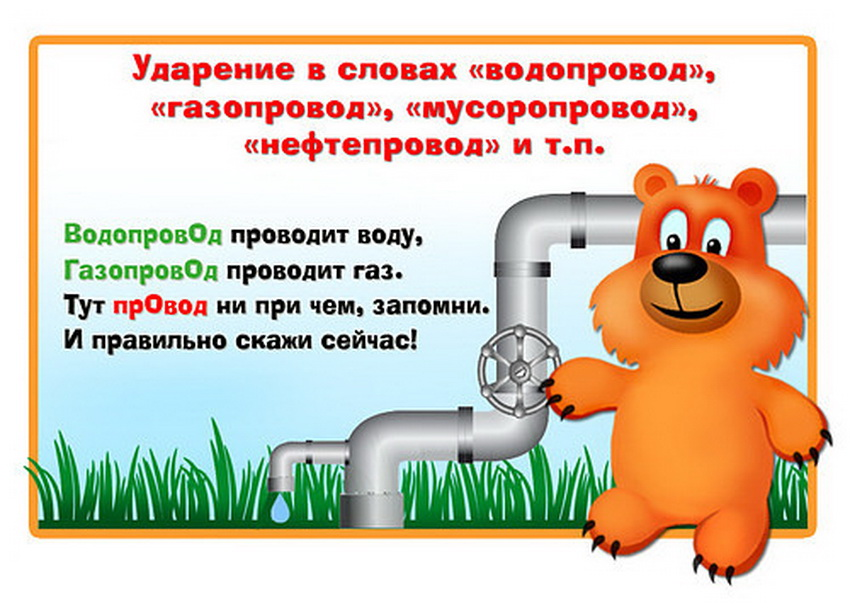 Ударение в словах «водопровод»,
«газопровод», «мусоропровод»,
«нефтепровод» и т.п.
ВодопровОд проводит воду,
ГазопровОд проводит газ.
Тут прОвод ни при чем, запомни.
И правильно скажи сейчас!